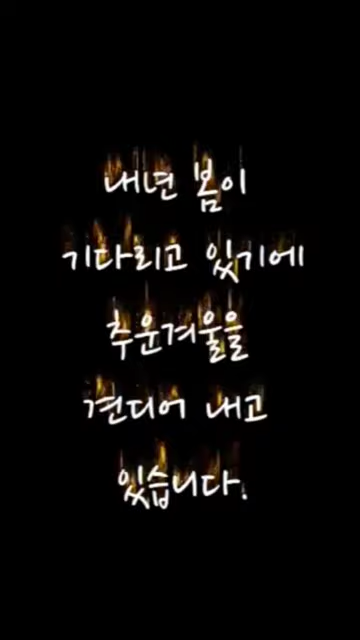 내년 봄이
기다리고 있기에
추운겨울을
견디어 내고
있습니다.